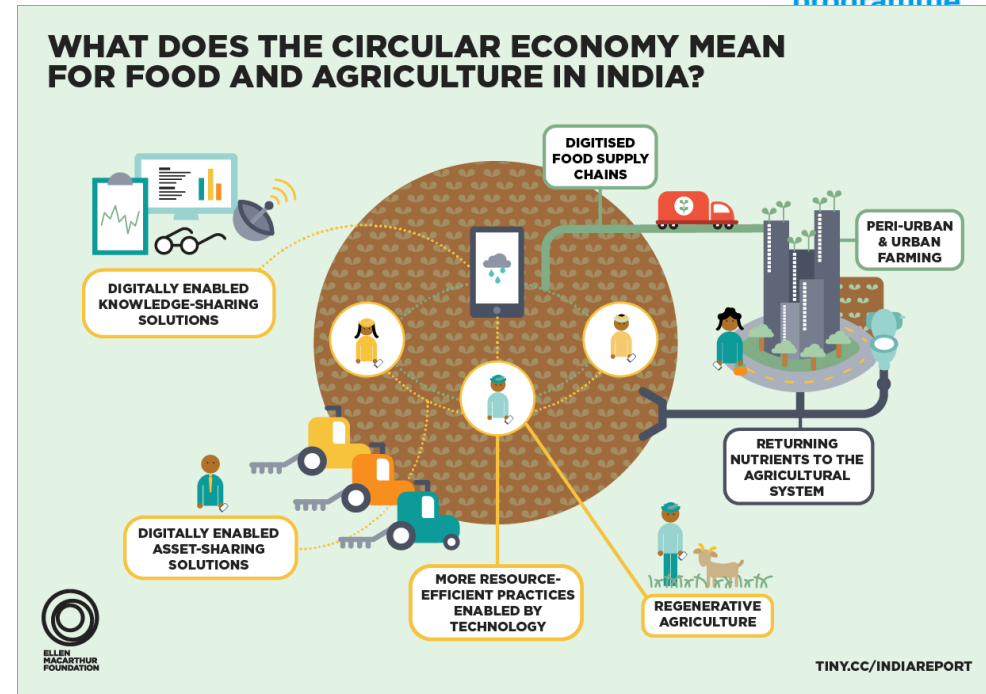 programme
WHAT DOES THE CIRCULAR ECONOMY MEAN
FOR FOOD AND AGRICULTURE IN INDIA?
DIGITISED
FOOD SUPPLY
CHAINS
PERI-URBAN
& URBAN
FARMING
DIGITALLY ENABLED
KNOWLEDGE-SHARING
SOLUTIONS
RETURNING
NUTRIENTS TO THE
AGRICULTURAL
SYSTEM
DIGITALLY ENABLED
ASSET-SHARING
SOLUTIONS
MORE RESOURCE-
EFFICIENT PRACTICES
ENABLED BY
TECHNOLOGY
REGENERATIVE
AGRICULTURE
ELLEN
MACARTHUR
FOUNDATION
TINY.CC/INDIAREPORT